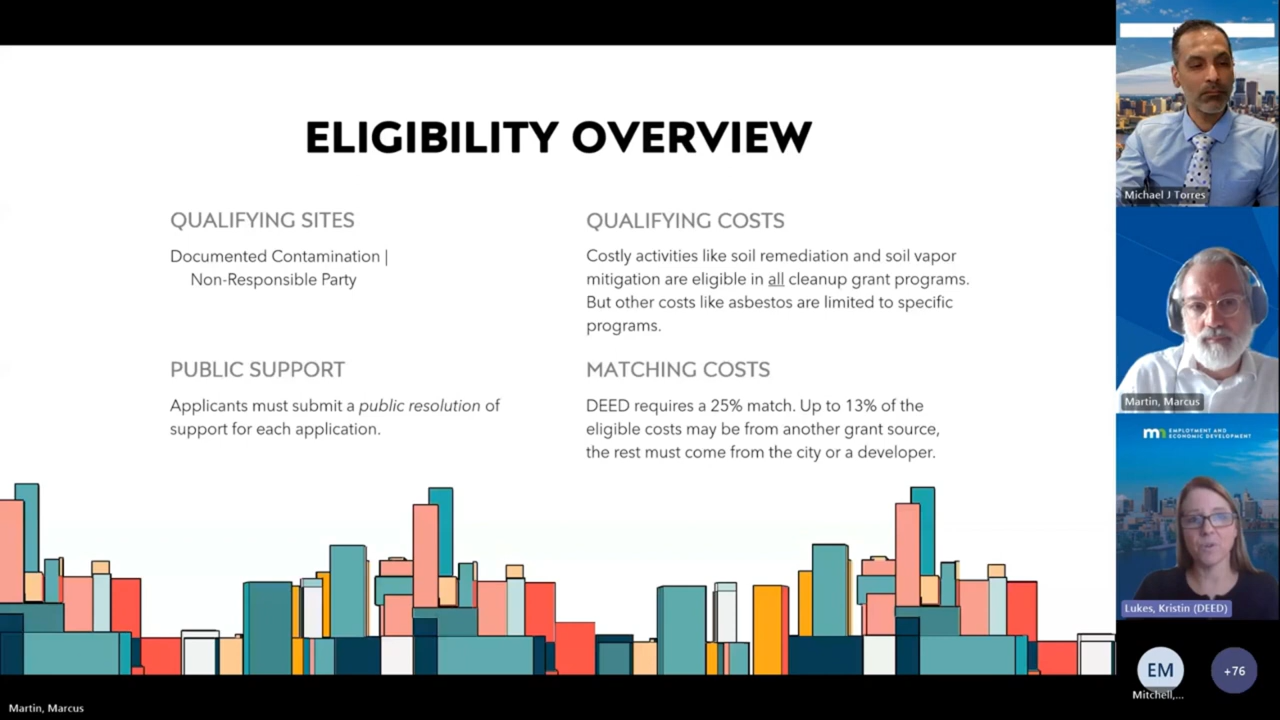 ELIGIBILITY OVERVIEW
QUALIFYING SITES
Documented Contamination |
Non-Responsible Party
QUALIFYING COSTS
Costly activities like soil remediation and soil vapor
mitigation are eligible in all cleanup grant programs.
But other costs like asbestos are limited to specific
programs.
PUBLIC SUPPORT
Applicants must submit a public resolution of
support for each application.
MATCHING COSTS
DEED requires a 25% match. Up to 13% of the
eligible costs may be from another grant source,
the rest must come from the city or a developer.
Michael J Torres
Martin, Marcus
mn EMPLOYMENT AND
ECONOMIC DEVELOPMENT
Lukes, Kristin (DEED)
EM
Mitchell,...
+76
Martin, Marcus